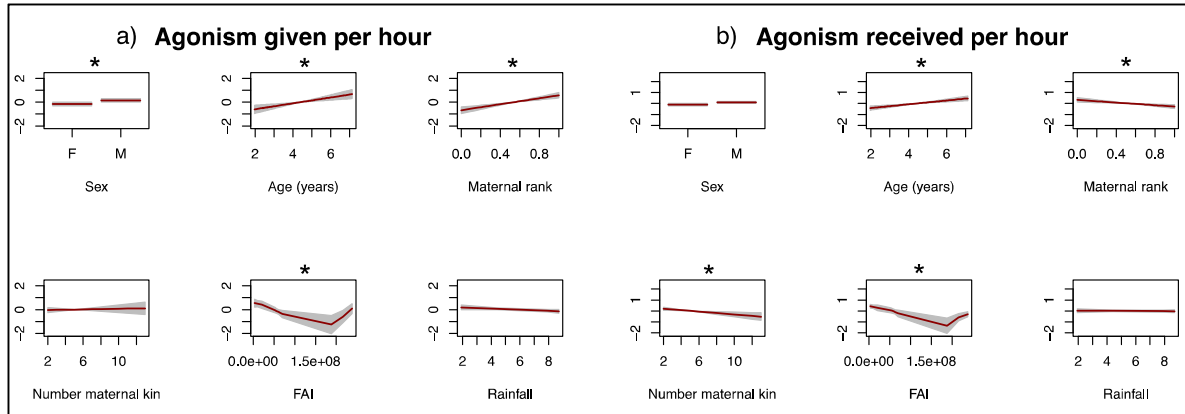 a) Agonism given per hour
b) Agonism received per hour
* * * * *
2 2 2 1 1 1
0 0 0
−2 −2 −2 −2 −2 −2
F M 2 4 6 0.0 0.4 0.8 F M 2 4 6 0.0 0.4 0.8
Sex Age (years) Maternal rank Sex Age (years) Maternal rank
* * *
2 2 2 1 1 1
0 0 0
−2 −2 −2 −2 −2 −2
2 6 10 0.0e+00 1.5e+08 2 4 6 8 2 6 10 0.0e+00 1.5e+08 2 4 6 8
Number maternal kin FAI Rainfall Number maternal kin FAI Rainfall